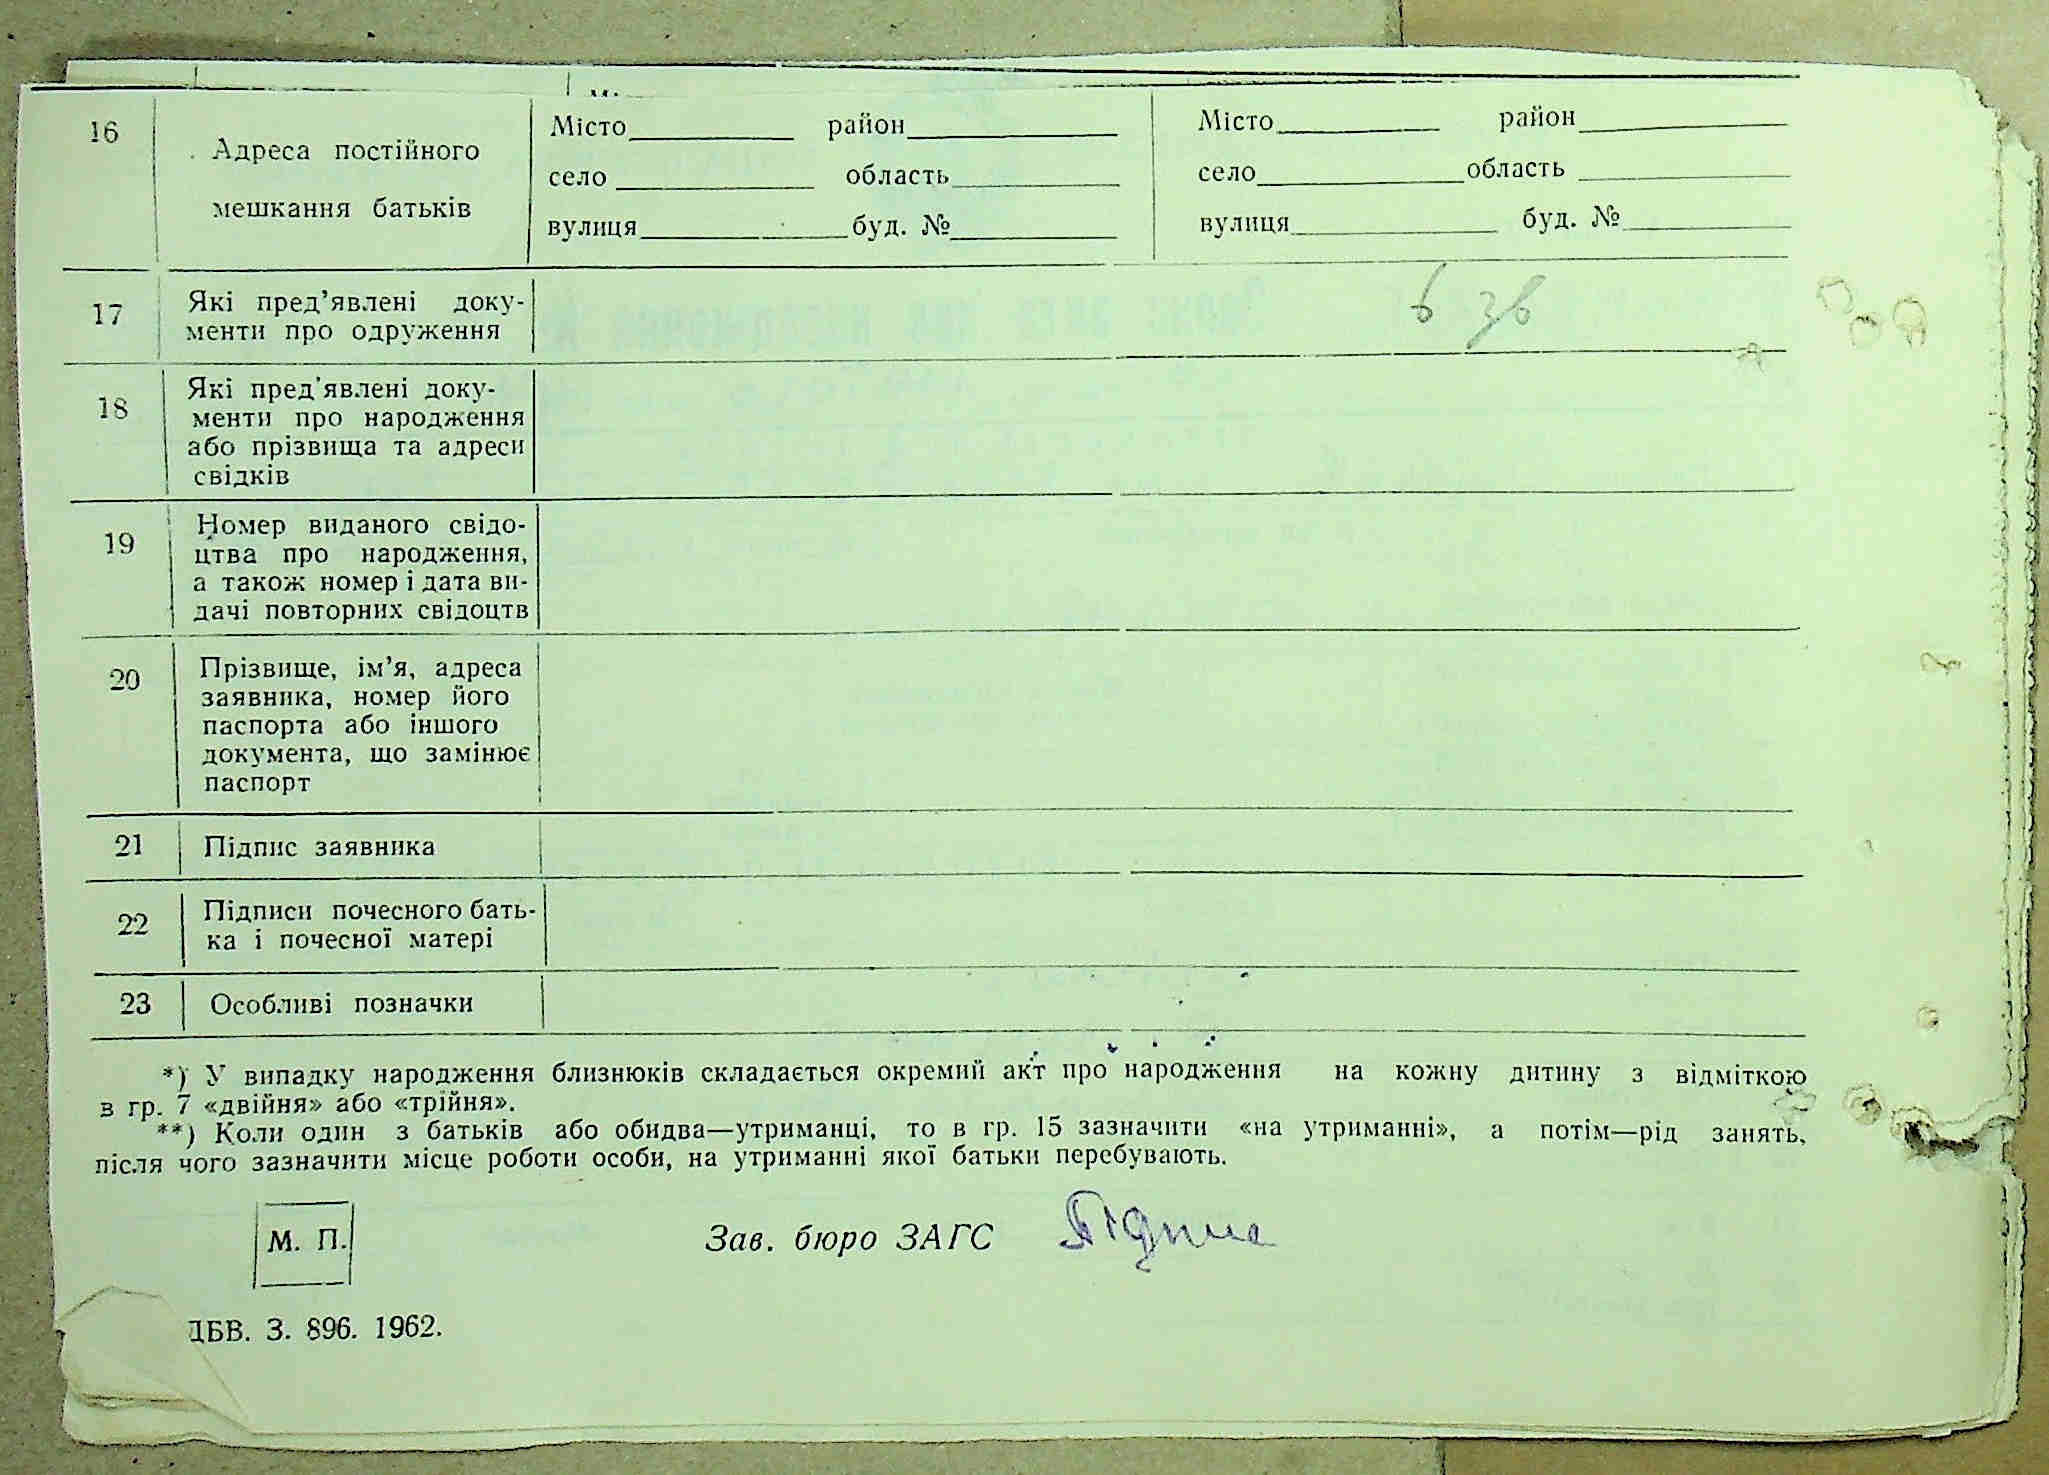 16
Адреса постійного
мешкання батьків
Місто район
село область
вулиця буд. №
Місто район
село область
вулиця буд. №
17
Які пред’явлені доку-
менти про одруження
18
Які пред’явлені доку-
менти про народження
або прізвища та адреси
свідків
19
Номер виданого свідо-
цтва про народження,
а також номер і дата ви-
дачі повторних свідоцтв
20
Прізвище, ім’я, адреса
заявника, номер його
паспорта або іншого
документа, що замінює
паспорт
21
Підпис заявника
22
Підписи почесного бать-
ка і почесної матері
23
Особливі позначки
*) У випадку народження близнюків складається окремий акт про народження на кожну дитину з відміткою
в гр. 7 «двійня» або «трійня».
**) Коли один з батьків або обидва—утриманці, то в гр. 15 зазначити «на утриманні», а потім—рід занять,
після чого зазначити місце роботи особи, на утриманні якої батьки перебувають.
М. П.
Зав. бюро ЗАГС Підпис
ДБВ. З. 896. 1962.